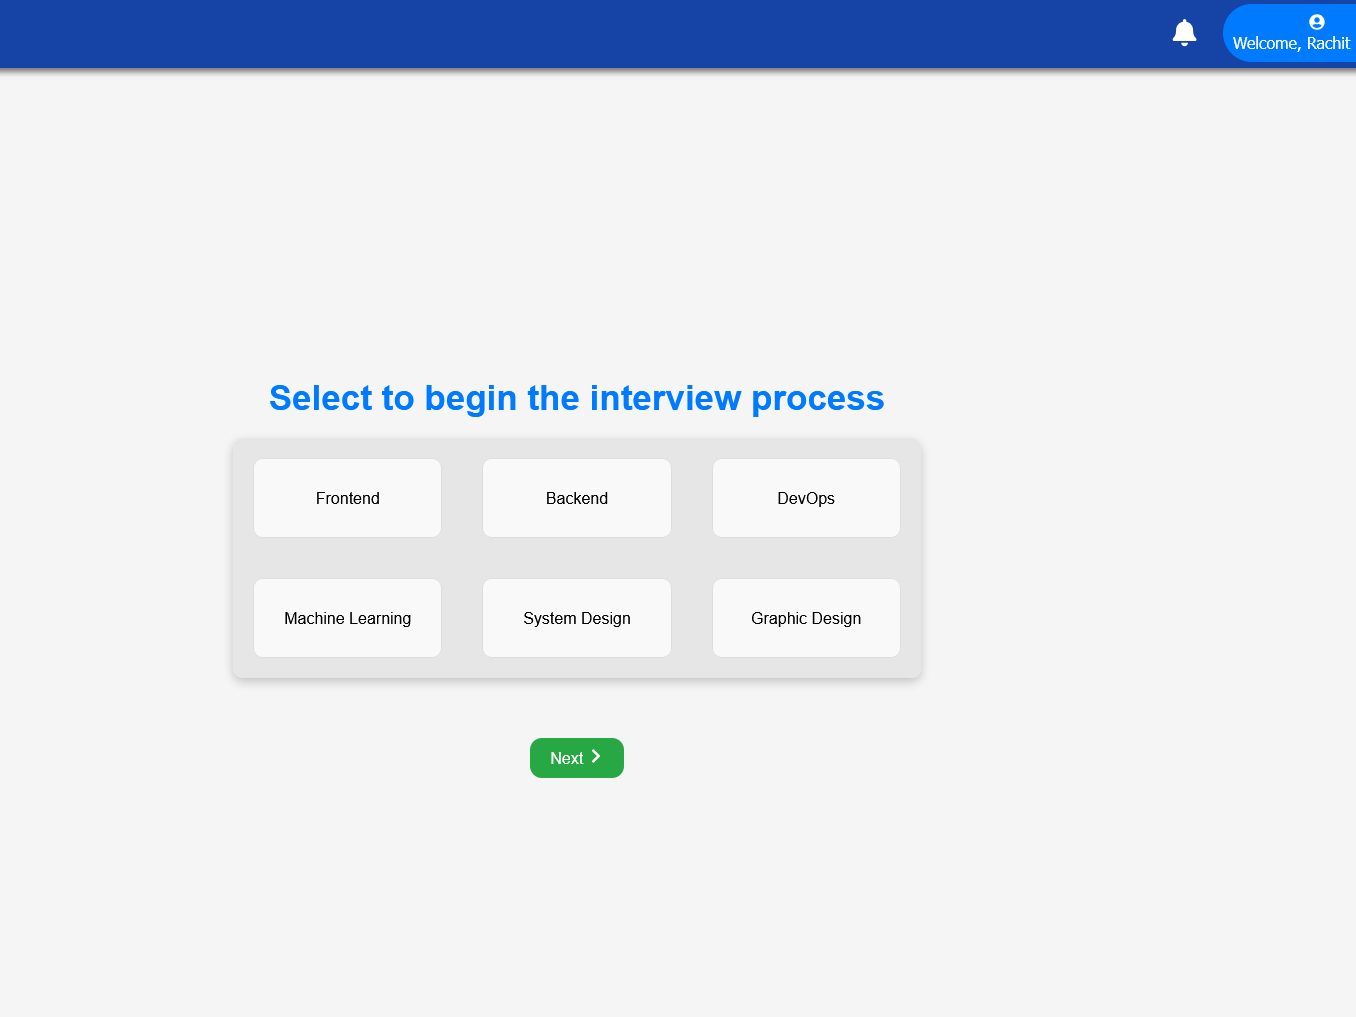 Welcome, Rachit
Select to begin the interview process
Frontend
Backend
DevOps
Machine Learning
System Design
Graphic Design
Next